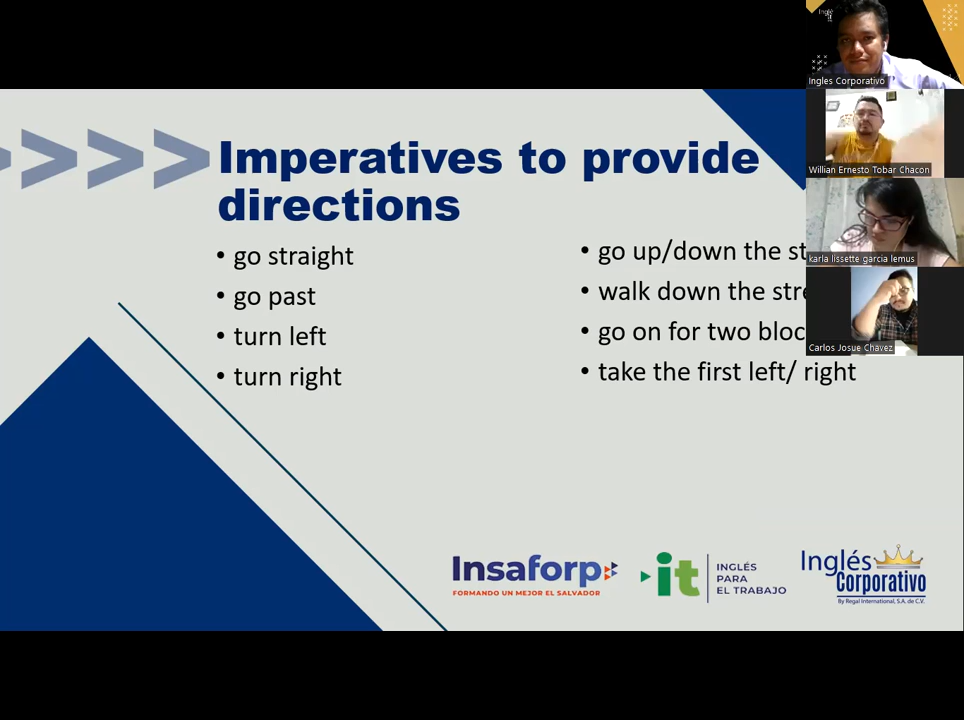 Imperatives to provide
directions
• go straight
• go past
• turn left
• turn right
• go up/down the
• walk down the
• go on for two
• take the first left/ right
Insaforp
FORMANDO UN MEJOR EL SALVADOR
it
INGLÉS
PARA
EL TRABAJO
Inglés
Corporativo
By Regal International, S.A. de C.V.
Ingles Corporativo
Willian Ernesto Tobar Chacon
karla lissette garcia lemus
Carlos Josue Chavez